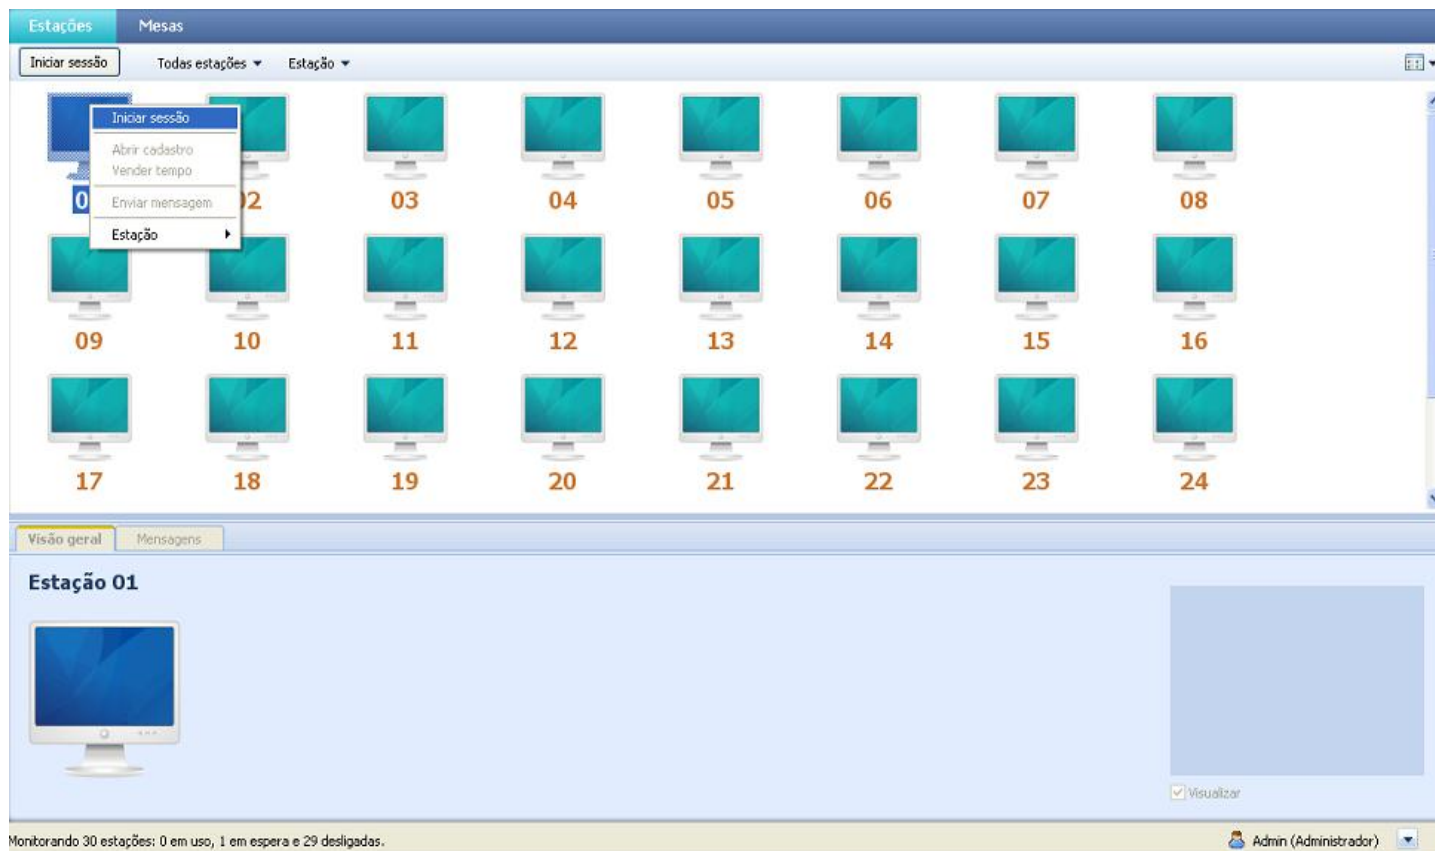 Estações Mesas
Iniciar sessão Todas estações Estação
Iniciar sessão
Abrir cadastro
Vender tempo
Enviar mensagem
Estação
03 04 05 06 07 08
09 10 11 12 13 14 15 16
17 18 19 20 21 22 23 24
Visão geral Mensagens
Estação 01
Visualizar
Monitorando 30 estações: 0 em uso, 1 em espera e 29 desligadas. Admin (Administrador)